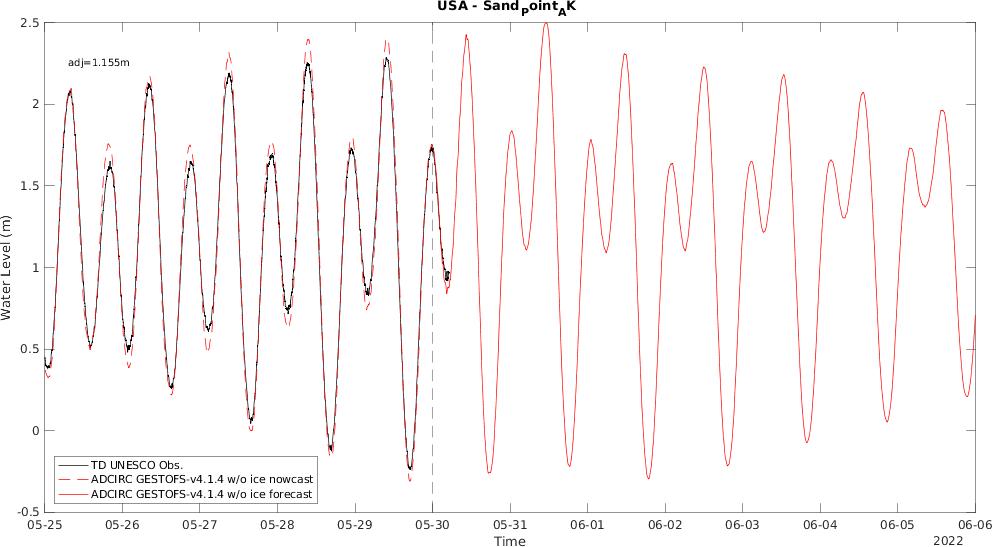 USA - Sand_Point_AK
adj=1.155m
2.5
2
1.5
1
0.5
0
-0.5
Water Level (m)
TD UNESCO Obs.
ADCIRC GESTOFS-v4.1.4 w/o ice nowcast
ADCIRC GESTOFS-v4.1.4 w/o ice forecast
05-25 05-26 05-27 05-28 05-29 05-30 05-31 06-01 06-02 06-03 06-04 06-05 06-06
Time
2022